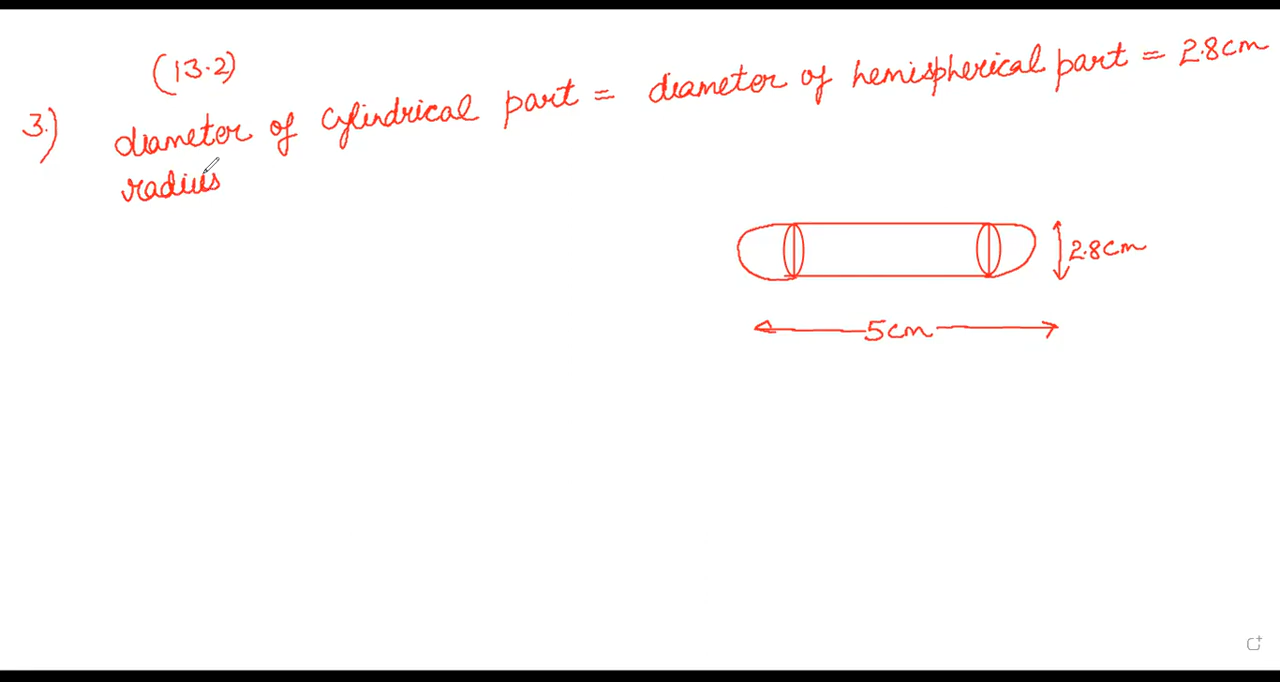 (13.2)
3.) diameter of cylindrical part = diameter of hemispherical part = 2.8cm
radius
2.8cm
5cm